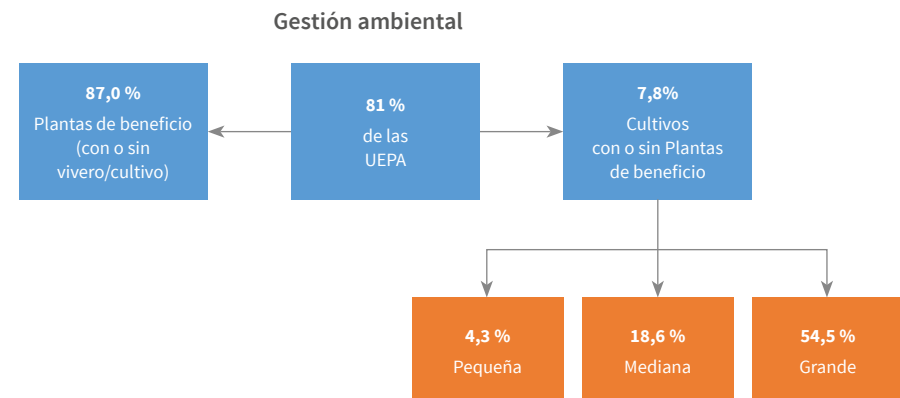 Gestión ambiental
87,0 %
Plantas de beneficio
(con o sin
vivero/cultivo)
81 %
de las
UEPA
7,8%
Cultivos
con o sin Plantas
de beneficio
4,3 %
Pequeña
18,6 %
Mediana
54,5 %
Grande